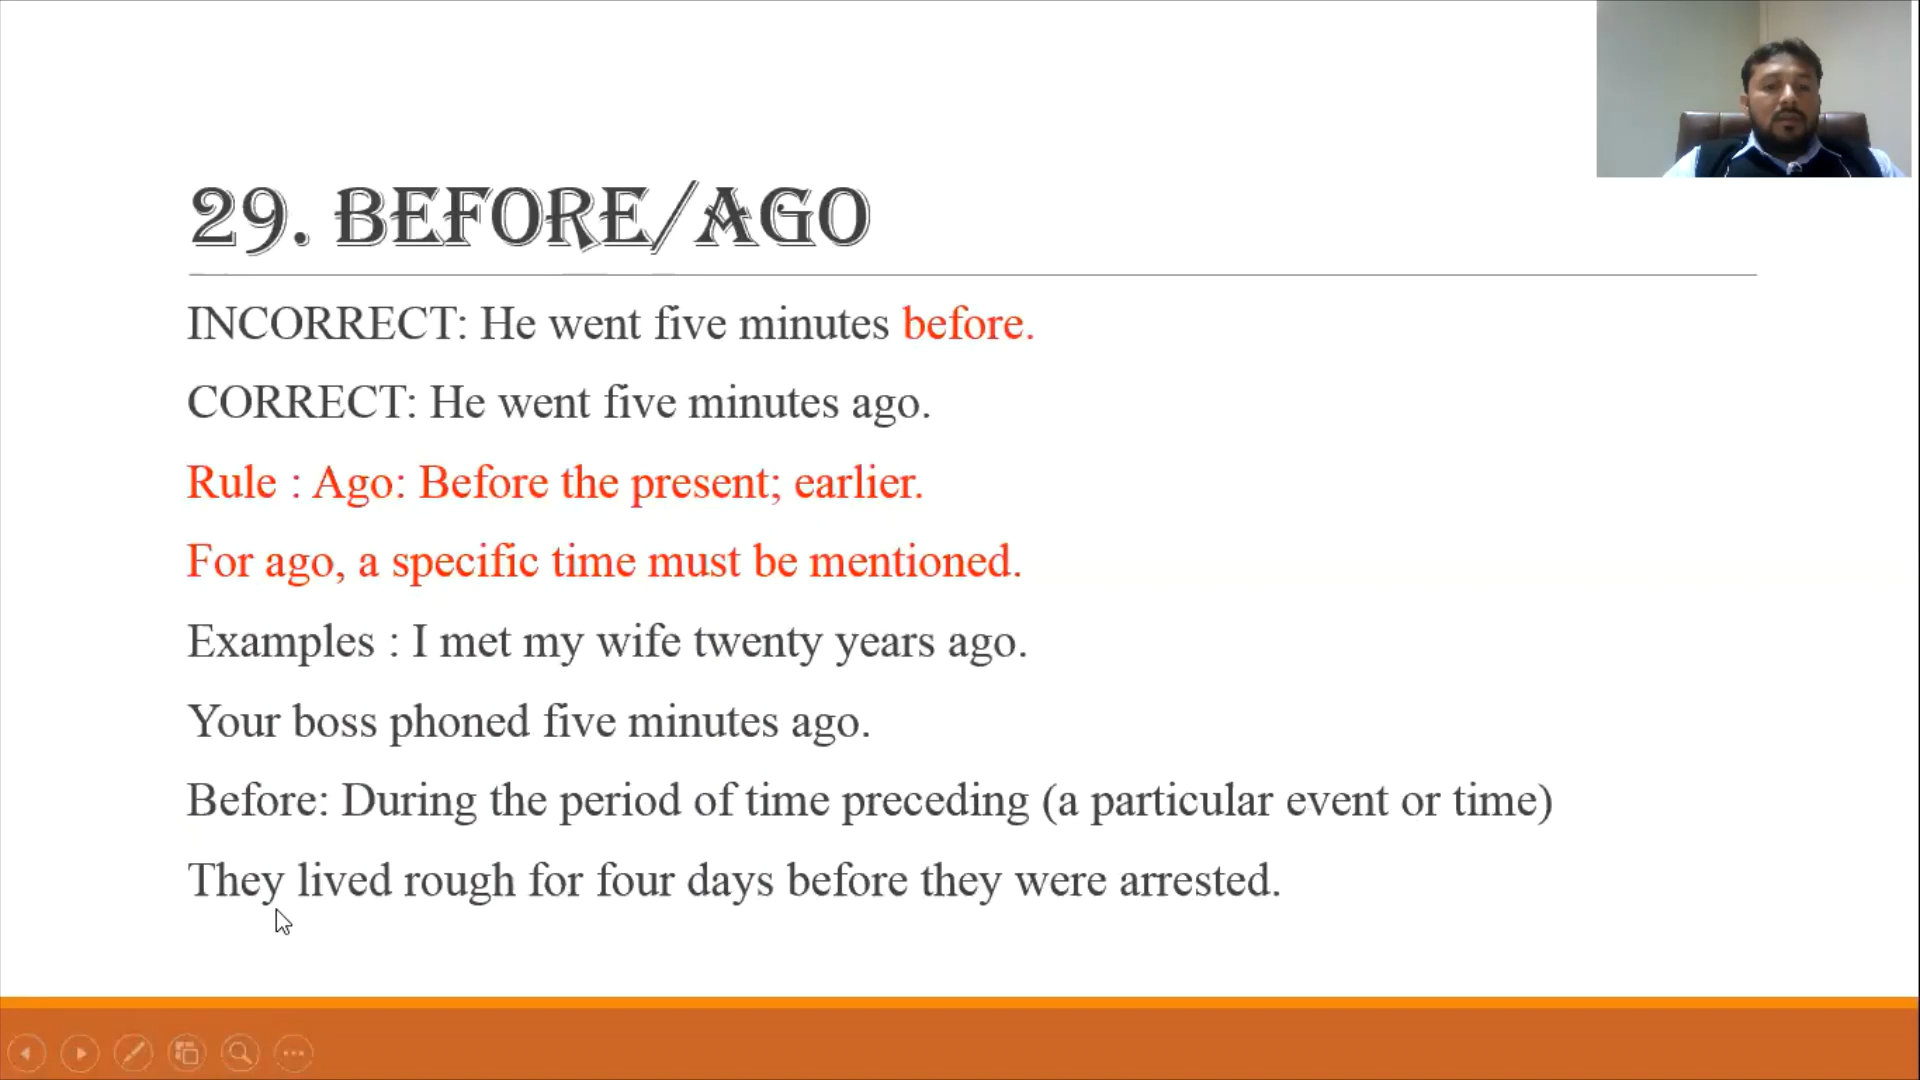 29. BEFORE/AGO
INCORRECT: He went five minutes before.
CORRECT: He went five minutes ago.
Rule : Ago: Before the present; earlier.
For ago, a specific time must be mentioned.
Examples : I met my wife twenty years ago.
Your boss phoned five minutes ago.
Before: During the period of time preceding (a particular event or time)
They lived rough for four days before they were arrested.